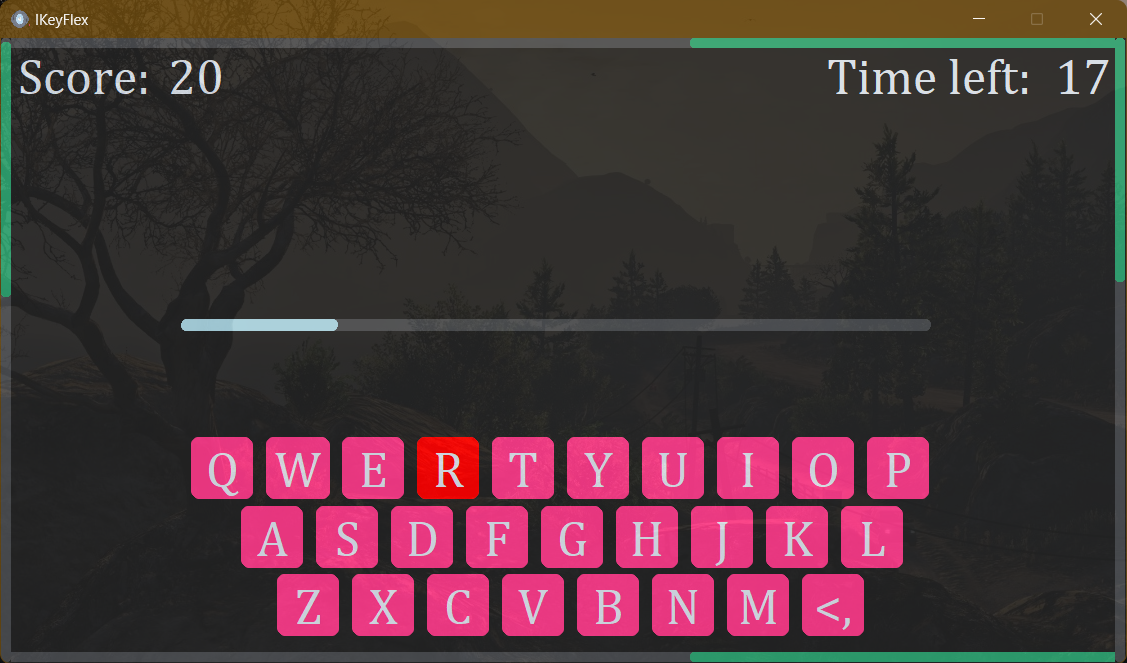 IKeyFlex
Score: 20 Time left: 17
Q W E R T Y U I O P
A S D F G H J K L
Z X C V B N M <,